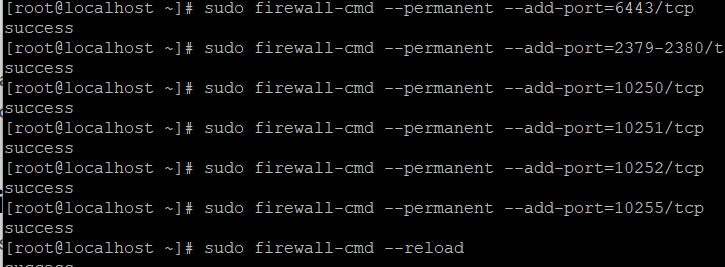 [root@localhost ~]# sudo firewall-cmd --permanent --add-port=6443/tcp
success
[root@localhost ~]# sudo firewall-cmd --permanent --add-port=2379-2380/t
success
[root@localhost ~]# sudo firewall-cmd --permanent --add-port=10250/tcp
success
[root@localhost ~]# sudo firewall-cmd --permanent --add-port=10251/tcp
success
[root@localhost ~]# sudo firewall-cmd --permanent --add-port=10252/tcp
success
[root@localhost ~]# sudo firewall-cmd --permanent --add-port=10255/tcp
success
[root@localhost ~]# sudo firewall-cmd --reload
success